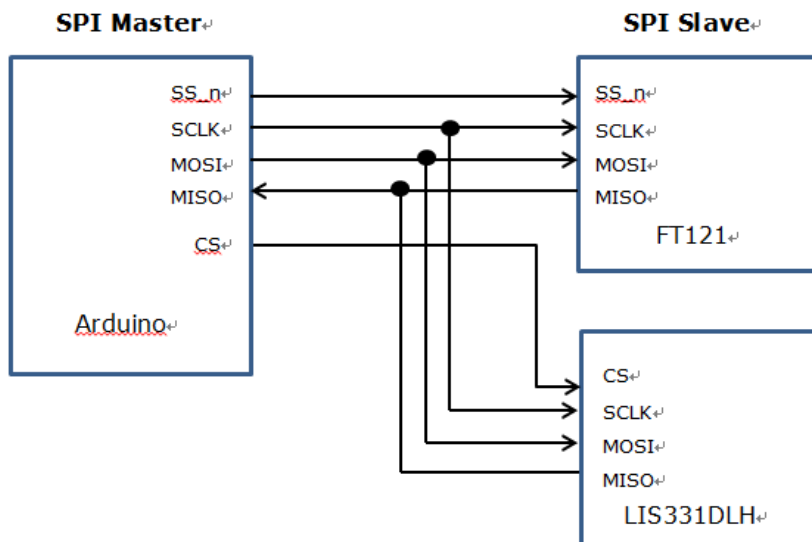 SPI Master↵
SPI Slave↵
SS_n↵
SCLK↵
MOSI↵
MISO↵
CS↵
Arduino↵
SS_n↵
SCLK↵
MOSI↵
MISO↵
FT121↵
CS↵
SCLK↵
MOSI↵
MISO↵
LIS331DLH↵